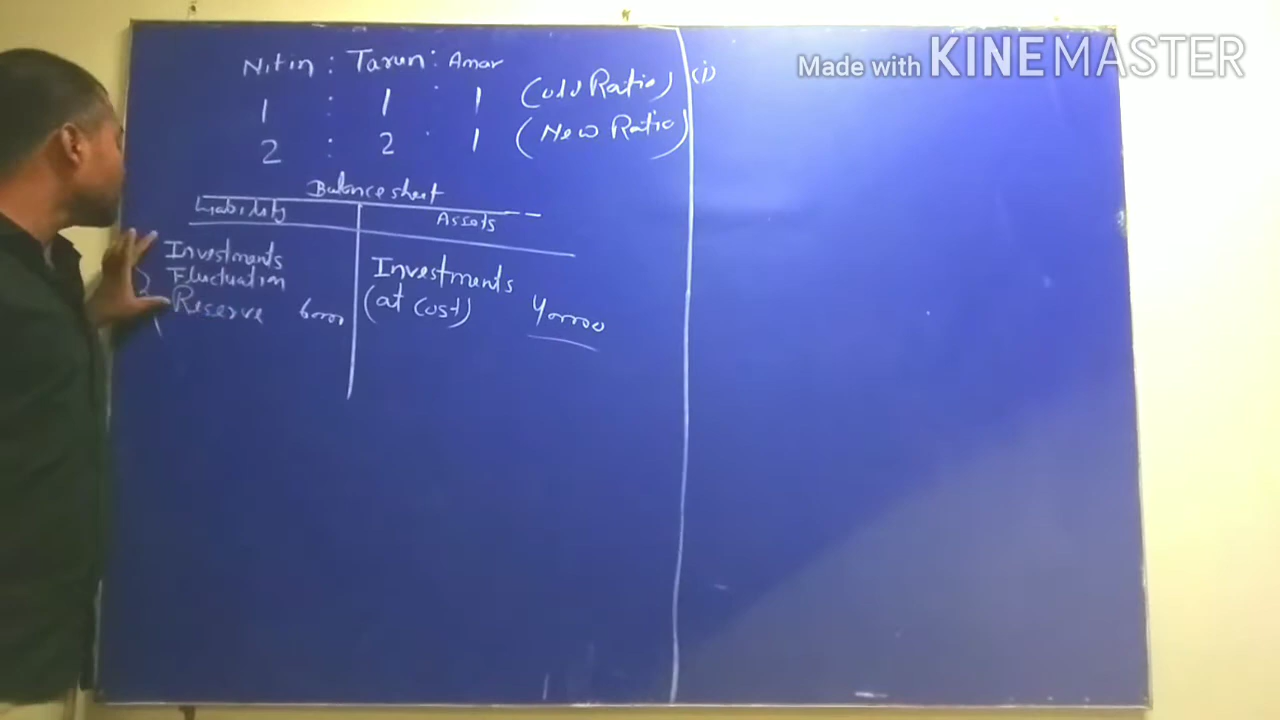 Made with KINEMASTER
Nitin : Tarun : Amar
1 : 1 : 1 (Old Ratio)
2 : 2 : 1 (New Ratio)
(i)
Balance sheet
Liability Assets
Investments
Fluctuation
Reserve
Investments
(at cost)